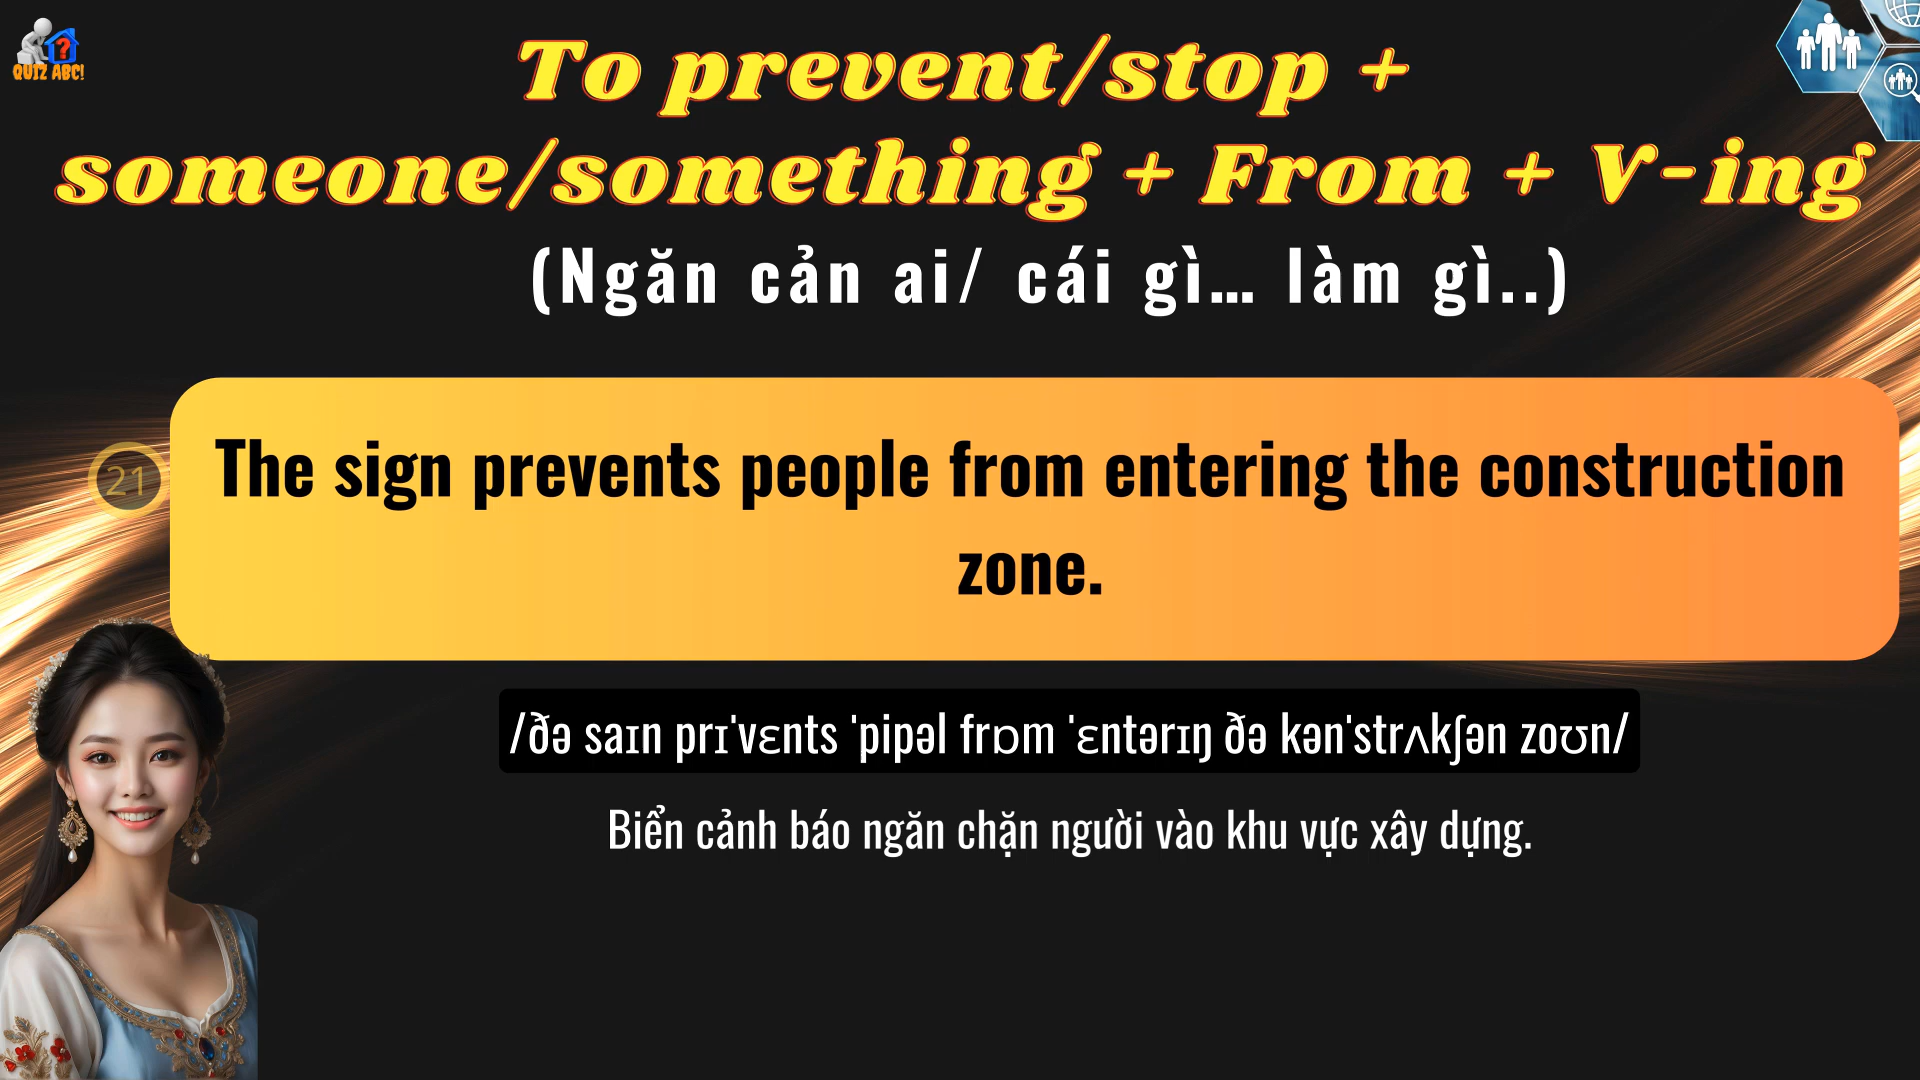 QUIZ ABC!
To prevent/stop +
someone/something + From + V-ing
(Ngăn cản ai/ cái gì... làm gì..)
21
The sign prevents people from entering the construction
zone.
/ðə saɪn prɪˈvɛnts ˈpipəl frɒm ˈɛntərɪŋ ðə kənˈstrʌkʃən zoʊn/
Biển cảnh báo ngăn chặn người vào khu vực xây dựng.